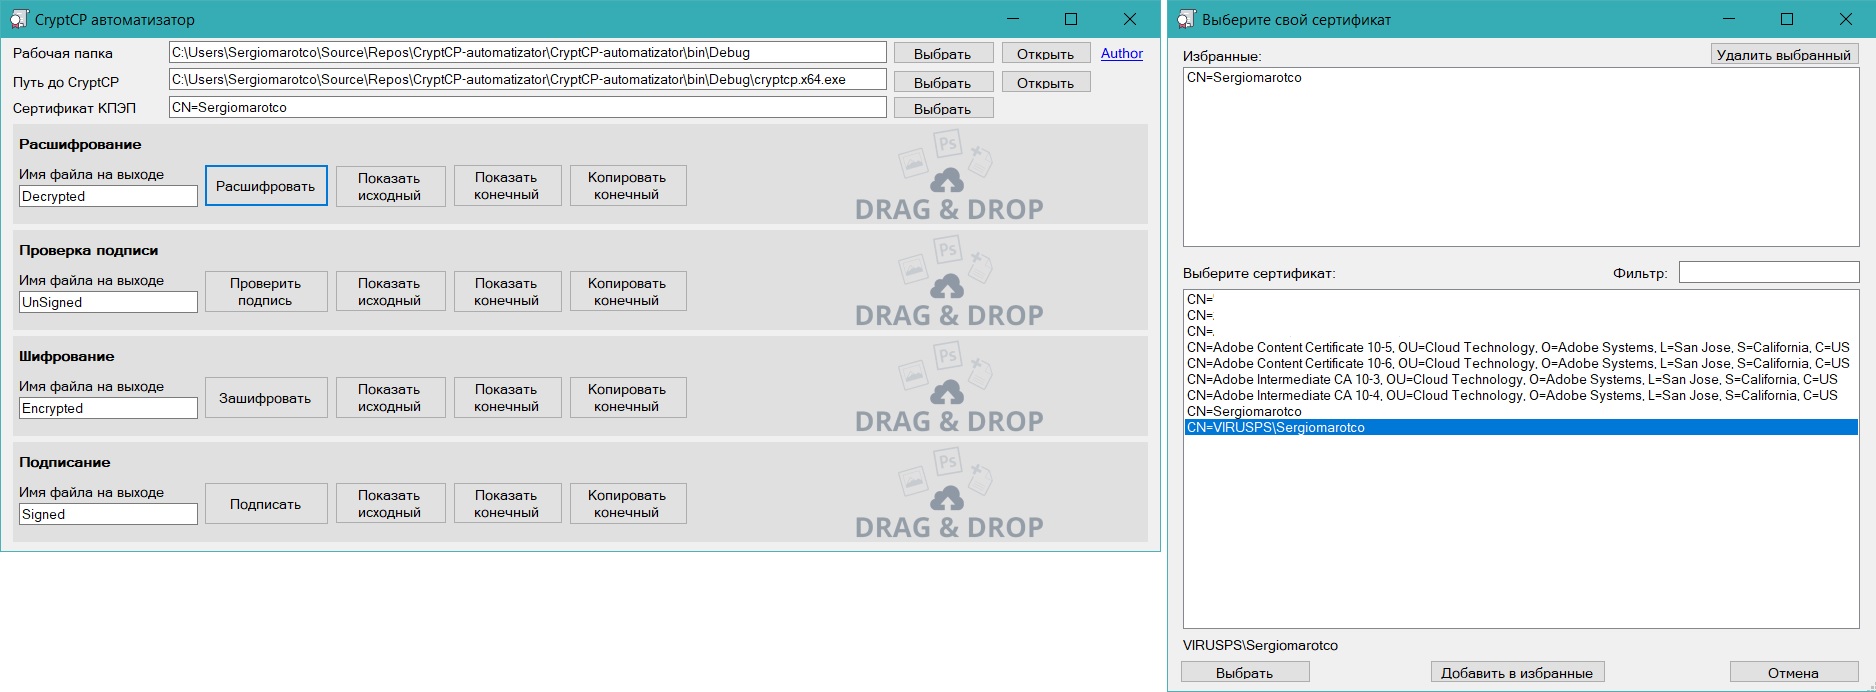 CryptCP автоматизатор
Рабочая папка C:\Users\Sergiomarotco\Source\Repos\CryptCP-automatizator\CryptCP-automatizator\bin\Debug Выбрать Открыть Author
Путь до CryptCP C:\Users\Sergiomarotco\Source\Repos\CryptCP-automatizator\CryptCP-automatizator\bin\Debug\cryptcp.x64.exe Выбрать Открыть
Сертификат КПЭП CN=Sergiomarotco Выбрать
Расшифрование
Имя файла на выходе
Decrypted
Расшифровать
Показать
исходный
Показать
конечный
Копировать
конечный
Ps
DRAG & DROP
Проверка подписи
Имя файла на выходе
UnSigned
Проверить
подпись
Показать
исходный
Показать
конечный
Копировать
конечный
Ps
DRAG & DROP
Шифрование
Имя файла на выходе
Encrypted
Зашифровать
Показать
исходный
Показать
конечный
Копировать
конечный
Ps
DRAG & DROP
Подписание
Имя файла на выходе
Signed
Подписать
Показать
исходный
Показать
конечный
Копировать
конечный
Ps
DRAG & DROP
Выберите свой сертификат
Избранные: Удалить выбранный
CN=Sergiomarotco
Выберите сертификат: Фильтр:
CN=
CN=
CN=
CN=Adobe Content Certificate 10-5, OU=Cloud Technology, O=Adobe Systems, L=San Jose, S=California, C=US
CN=Adobe Content Certificate 10-6, OU=Cloud Technology, O=Adobe Systems, L=San Jose, S=California, C=US
CN=Adobe Intermediate CA 10-3, OU=Cloud Technology, O=Adobe Systems, L=San Jose, S=California, C=US
CN=Adobe Intermediate CA 10-4, OU=Cloud Technology, O=Adobe Systems, L=San Jose, S=California, C=US
CN=Sergiomarotco
CN=VIRUSPS\Sergiomarotco
VIRUSPS\Sergiomarotco
Выбрать Добавить в избранные Отмена